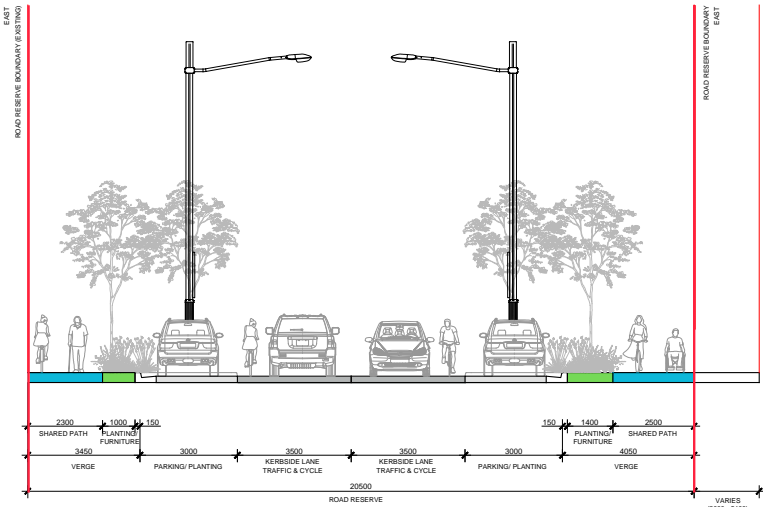 EAST
ROAD RESERVE BOUNDARY (EXISTING)
ROAD RESERVE BOUNDARY
EAST
2300
1000
150
150
1400
2500
SHARED PATH
PLANTING/
FURNITURE
PLANTING/
FURNITURE
SHARED PATH
3450
3000
3500
3500
3000
4050
VERGE
PARKING/ PLANTING
KERBSIDE LANE
TRAFFIC & CYCLE
KERBSIDE LANE
TRAFFIC & CYCLE
PARKING/ PLANTING
VERGE
20500
ROAD RESERVE
VARIES